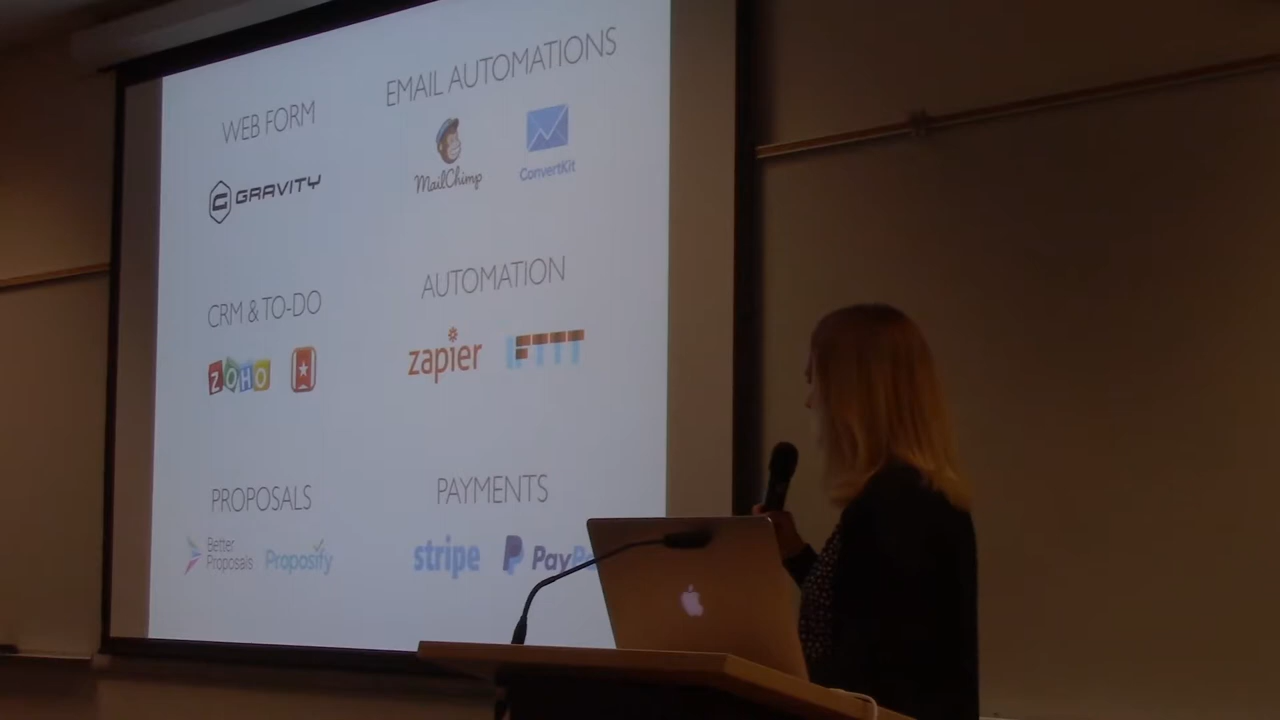 WEB FORM
GRAVITY
EMAIL AUTOMATIONS
MailChimp
ConvertKit
CRM & TO-DO
ZOHO
AUTOMATION
zapier
IFTTT
PROPOSALS
Better
Proposals
Proposify
PAYMENTS
stripe
PayPa